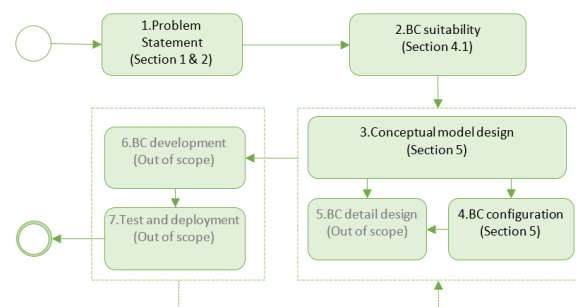 1.Problem
Statement
(Section 1 & 2)
2.BC suitability
(Section 4.1)
3.Conceptual model design
(Section 5)
6.BC development
(Out of scope)
5.BC detail design
(Out of scope)
4.BC configuration
(Section 5)
7.Test and deployment
(Out of scope)